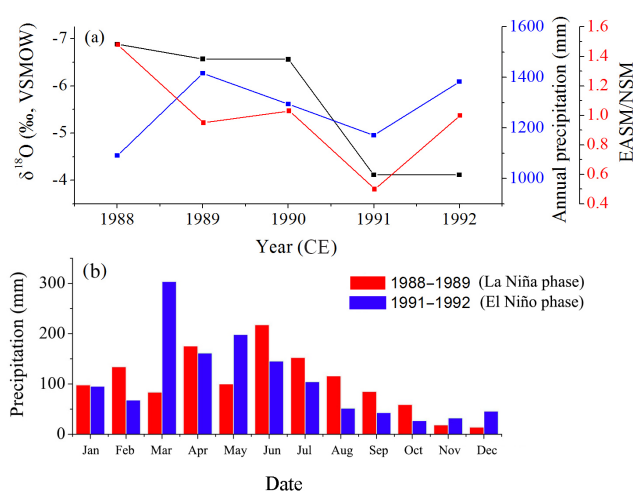 (a)
δ¹⁸O (‰, VSMOW)
-7
-6
-5
-4
1988
1989
1990
1991
1992
Year (CE)
1600
1400
1200
1000
Annual precipitation (mm)
1.6
1.4
1.2
1.0
0.8
0.6
0.4
EASM/NSM
(b)
1988–1989 (La Niña phase)
1991–1992 (El Niño phase)
Precipitation (mm)
300
200
100
0
Jan Feb Mar Apr May Jun Jul Aug Sep Oct Nov Dec
Date